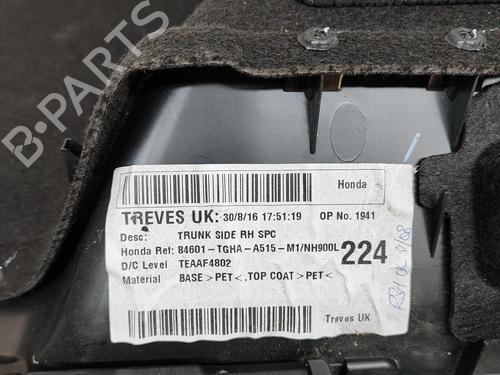 B-PARTS
Honda
TREVES UK: 30/8/16 17:51:19 OP No. 1941
Desc: TRUNK SIDE RH SPC
Honda Ref: 84601-TGHA-A515-M1/NH900L 224
D/C Level TEAAF4802
Material BASE > PET < ,TOP COAT > PET <
Treves UK